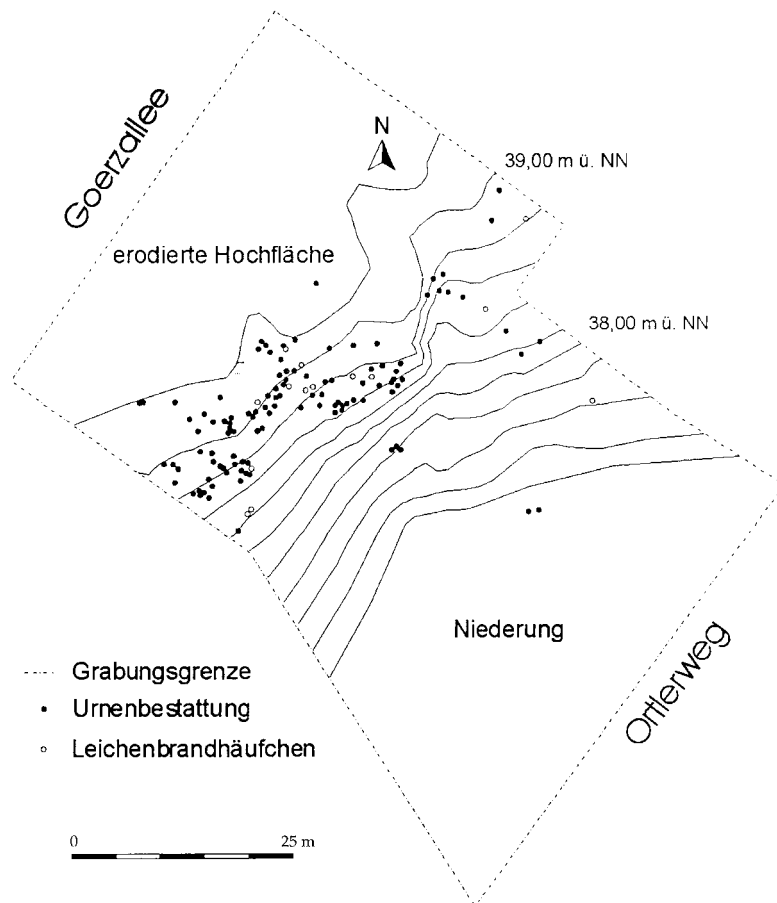 N
39,00 m ü. NN
Goerzallee
erodierte Hochfläche
38,00 m ü. NN
Niederung
Ortlerweg
Grabungsgrenze
Urnenbestattung
Leichenbrandhäufchen
0 25 m